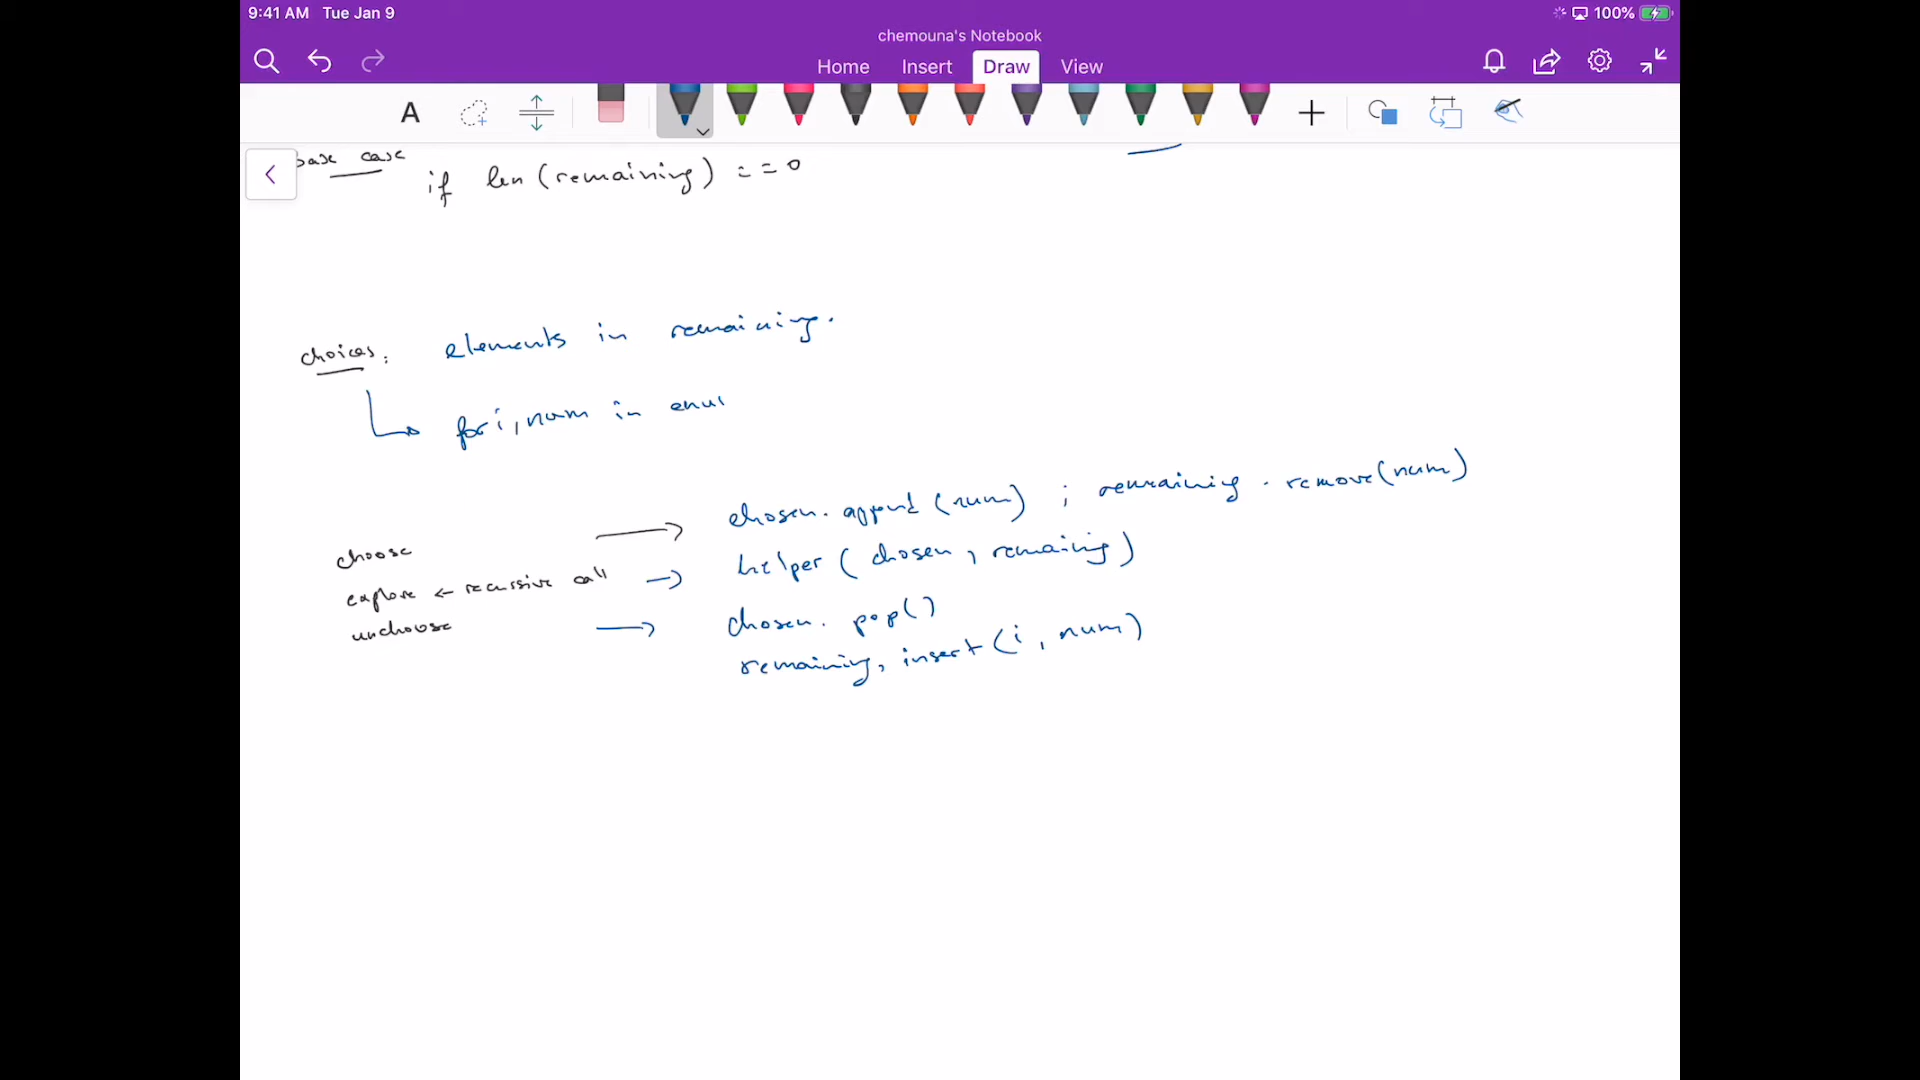 9:41 AM Tue Jan 9
100%
chemouna's Notebook
Home Insert Draw View
A
base case
if len(remaining) == 0
choices: elements in remaining.
for i, num in enu
chosen.append(num) ; remaining.remove(num)
choose
helper(chosen, remaining)
explore ← recursive call
chosen.pop()
unchoose
remaining, insert(i, num)